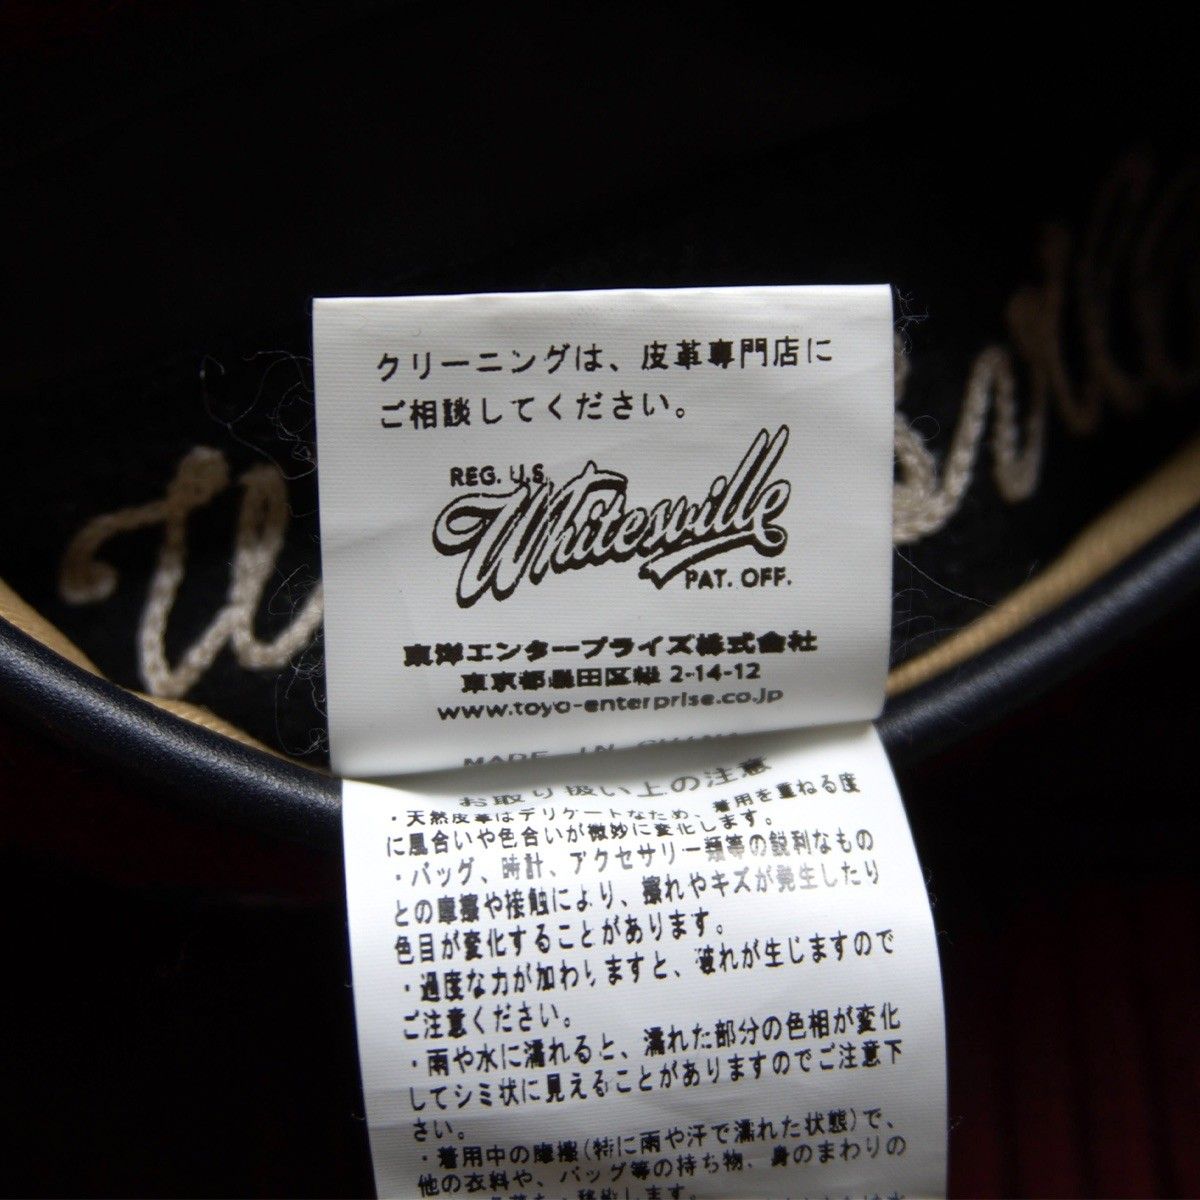 クリーニングは、皮革専門店に
ご相談してください。
REG. U.S.
Whitesville
PAT. OFF.
東洋エンタープライズ株式会社
東京都墨田区緑 2-14-12
www.toyo-enterprise.co.jp
MADE IN CHINA
お取り扱い上の注意
・天然皮革はデリケートなため、着用を重ねる度
に風合いや色合いが微妙に変化します。
・バッグ、時計、アクセサリー類等の鋭利なもの
との摩擦や接触により、擦れやキズが発生したり
色目が変化することがあります。
・過度な力が加わりますと、破れが生じますので
ご注意ください。
・雨や水に濡れると、濡れた部分の色相が変化
してシミ状に見えることがありますのでご注意下
さい。
・着用中の摩擦(特に雨や汗で濡れた状態)で、
他の衣料や、バッグ等の持ち物、身のまわりの